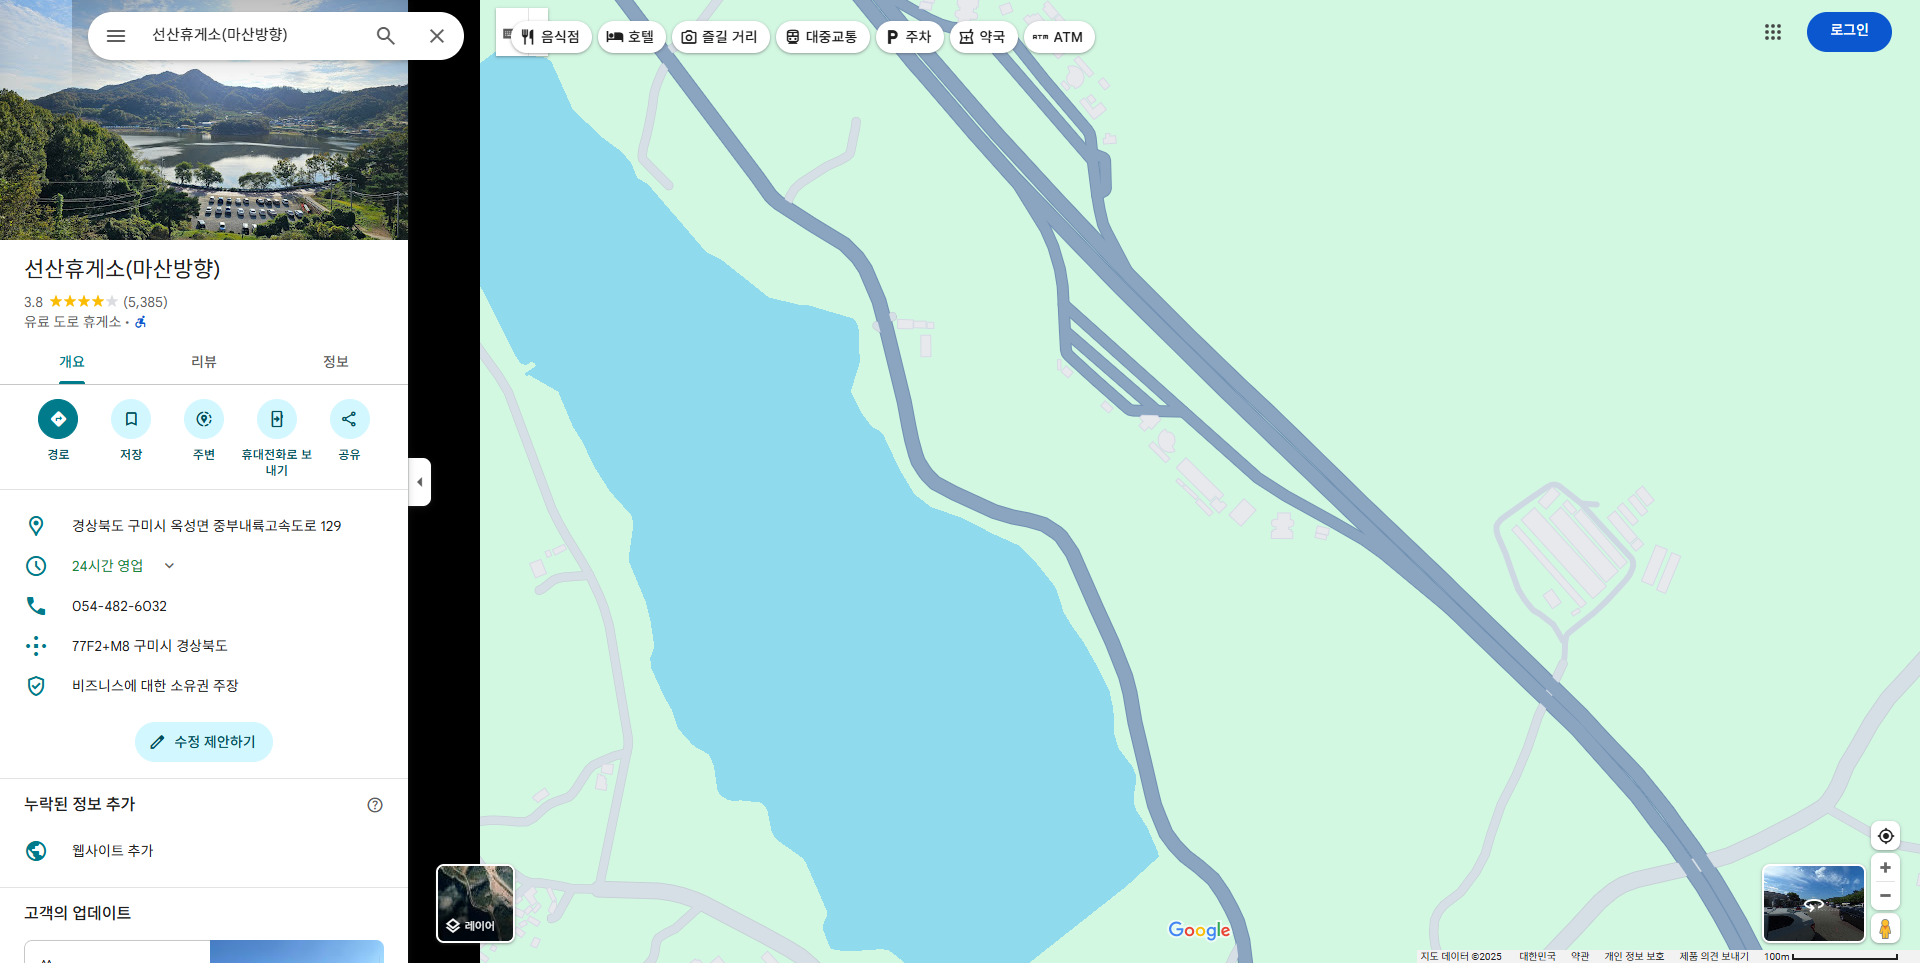 선산휴게소(마산방향)
음식점
호텔
즐길 거리
대중교통
주차
약국
ATM ATM
로그인
선산휴게소(마산방향)
3.8 (5,385)
유료 도로 휴게소 ·
개요
리뷰
정보
경로
저장
주변
휴대전화로 보
내기
공유
경상북도 구미시 옥성면 중부내륙고속도로 129
24시간 영업
054-482-6032
77F2+M8 구미시 경상북도
비즈니스에 대한 소유권 주장
수정 제안하기
누락된 정보 추가
웹사이트 추가
고객의 업데이트
레이어
Google
지도 데이터 ©2025 대한민국 약관 개인 정보 보호 제품 의견 보내기 100m